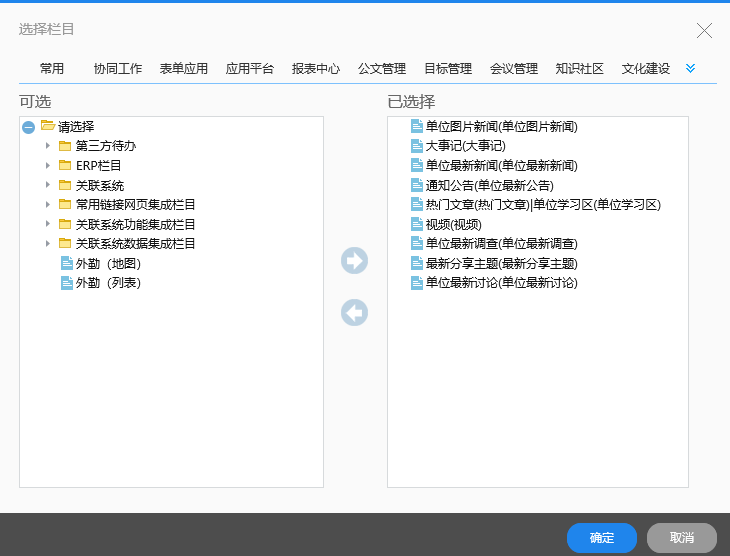 选择栏目
常用 协同工作 表单应用 应用平台 报表中心 公文管理 目标管理 会议管理 知识社区 文化建设
可选
请选择
第三方待办
ERP栏目
关联系统
常用链接网页集成栏目
关联系统功能集成栏目
关联系统数据集成栏目
外勤（地图）
外勤（列表）
已选择
单位图片新闻(单位图片新闻)
大事记(大事记)
单位最新新闻(单位最新新闻)
通知公告(单位最新公告)
热门文章(热门文章)|单位学习区(单位学习区)
视频(视频)
单位最新调查(单位最新调查)
最新分享主题(最新分享主题)
单位最新讨论(单位最新讨论)
确定 取消